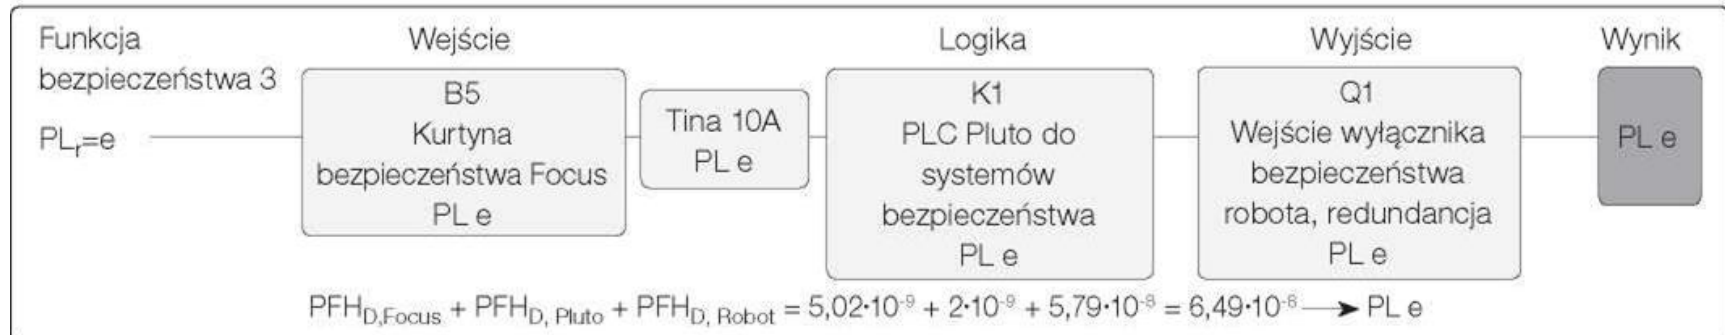 Funkcja
bezpieczeństwa 3
PLr=e
Wejście
B5
Kurtyna
bezpieczeństwa Focus
PL e
Tina 10A
PL e
Logika
K1
PLC Pluto do
systemów
bezpieczeństwa
PL e
Wyjście
Q1
Wejście wyłącznika
bezpieczeństwa
robota, redundancja
PL e
Wynik
PL e
PFHD,Focus + PFHD, Pluto + PFHD, Robot = 5,02•10⁻⁹ + 2•10⁻⁹ + 5,79•10⁻⁸ = 6,49•10⁻⁸ → PL e